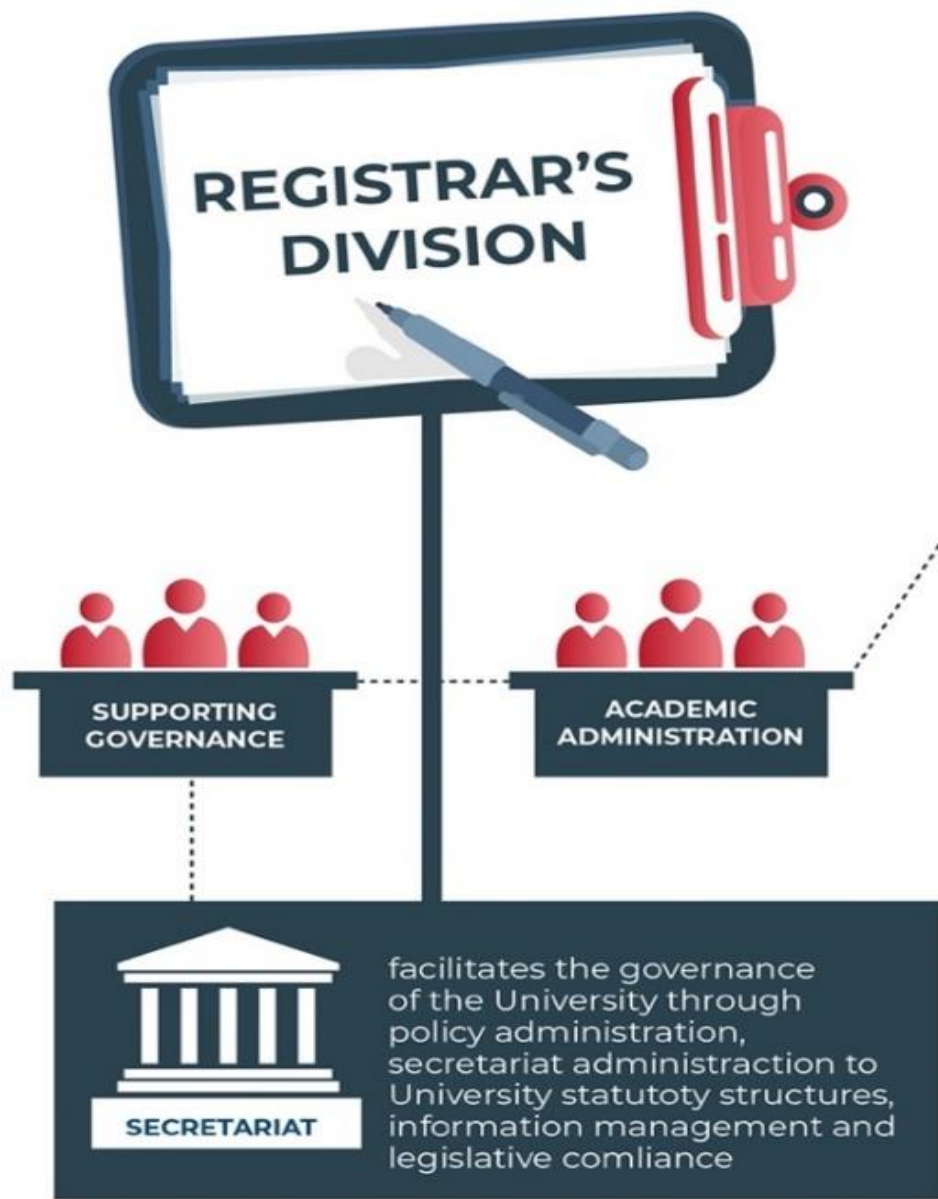 REGISTRAR'S
DIVISION
SUPPORTING
GOVERNANCE
ACADEMIC
ADMINISTRATION
SECRETARIAT
facilitates the governance
of the University through
policy administration,
secretariat administraction to
University statutoty structures,
information management and
legislative comliance